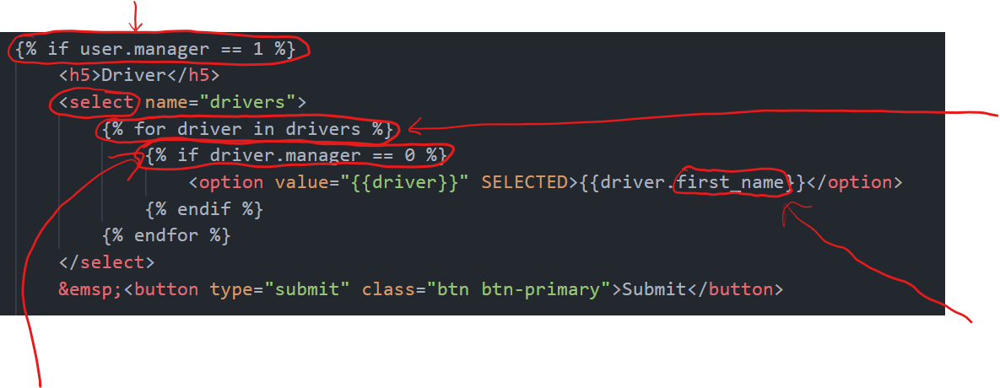 {% if user.manager == 1 %}
<h5>Driver</h5>
<select name="drivers">
{% for driver in drivers %}
{% if driver.manager == 0 %}
<option value="{{driver}}" SELECTED>{{driver.first_name}}</option>
{% endif %}
{% endfor %}
</select>
&emsp;<button type="submit" class="btn btn-primary">Submit</button>